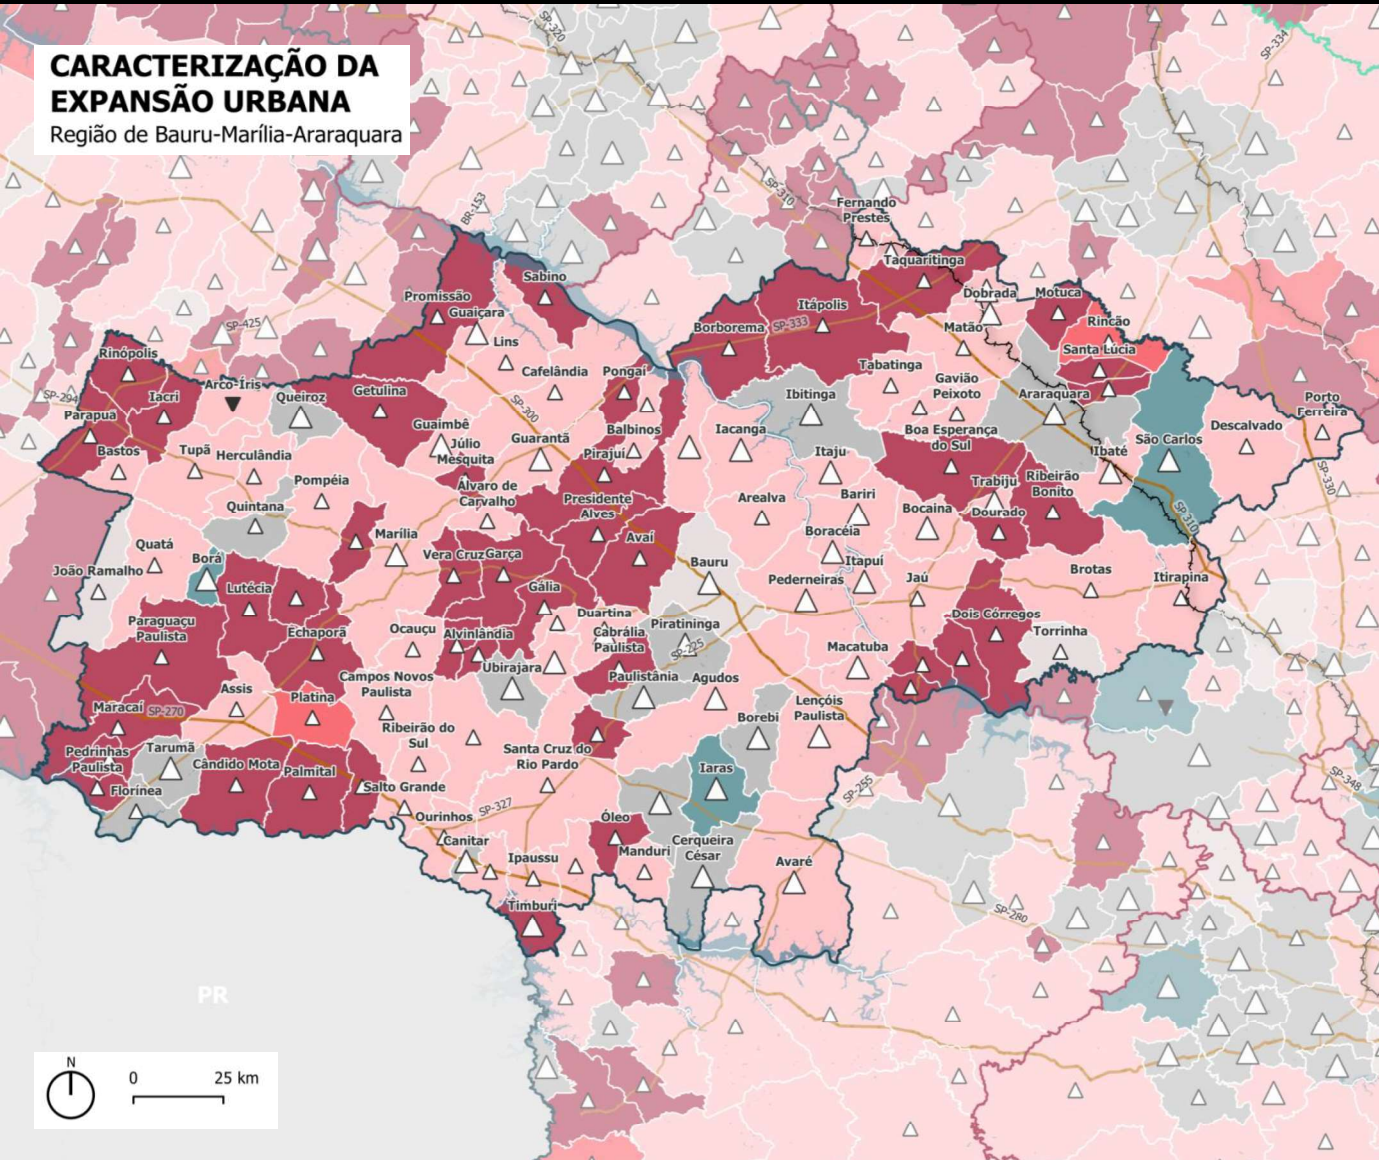 CARACTERIZAÇÃO DA
EXPANSÃO URBANA
Região de Bauru-Marília-Araraquara
SP-320
SP-334
BR-153
SP-310
Fernando
Prestes
Taquaritinga
Sabino
Promissão
Guaiçara
Itápolis
Dobrada
Motuca
SP-425
Borborema
SP-333
Matão
Rincão
Rinópolis
Lins
Santa Lúcia
Cafelândia
Pongaí
Tabatinga
Gavião
Peixoto
Arco-Íris
Iacri
Queiroz
Getulina
Ibitinga
Araraquara
Porto
Ferreira
SP-294
Parapuã
SP-300
Guaimbê
Balbinos
Iacanga
Boa Esperança
do Sul
Descalvado
Bastos
Tupã
Herculândia
Júlio
Mesquita
Guarantã
Pirajuí
Itaju
Ibaté
São Carlos
Pompéia
Álvaro de
Carvalho
Presidente
Alves
Arealva
Bariri
Trabiju
Ribeirão
Bonito
SP-330
Quintana
Bocaina
Dourado
SP-310
Marília
Avaí
Boracéia
Quatá
Borá
Vera Cruz
Garça
Bauru
Itapuí
João Ramalho
Lutécia
Gália
Pederneiras
Jaú
Brotas
Itirapina
Paraguaçu
Paulista
Echaporã
Ocauçu
Alvinlândia
Duartina
Cabrália
Paulista
Piratininga
SP-225
Dois Córregos
Torrinha
Ubirajara
Macatuba
Assis
Platina
Campos Novos
Paulista
Paulistânia
Agudos
Maracaí
SP-270
Ribeirão do
Sul
Borebi
Lençóis
Paulista
Pedrinhas
Paulista
Tarumã
Cândido Mota
Palmital
Santa Cruz do
Rio Pardo
Iaras
Florínea
Salto Grande
SP-255
SP-348
SP-327
Ourinhos
Óleo
Canitar
Ipaussu
Manduri
Cerqueira
César
Avaré
Timburi
SP-280
PR
N
0
25 km